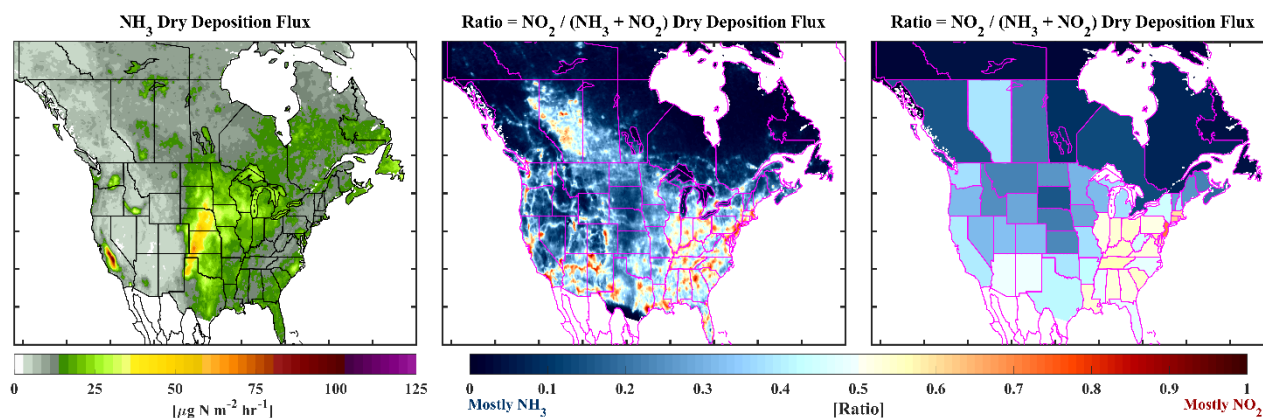 NH₃ Dry Deposition Flux
Ratio = NO₂ / (NH₃ + NO₂) Dry Deposition Flux
Ratio = NO₂ / (NH₃ + NO₂) Dry Deposition Flux
0 25 50 75 100 125
[μg N m⁻² hr⁻¹]
0 0.1 0.2 0.3 0.4 0.5 0.6 0.7 0.8 0.9 1
Mostly NH₃ [Ratio] Mostly NO₂